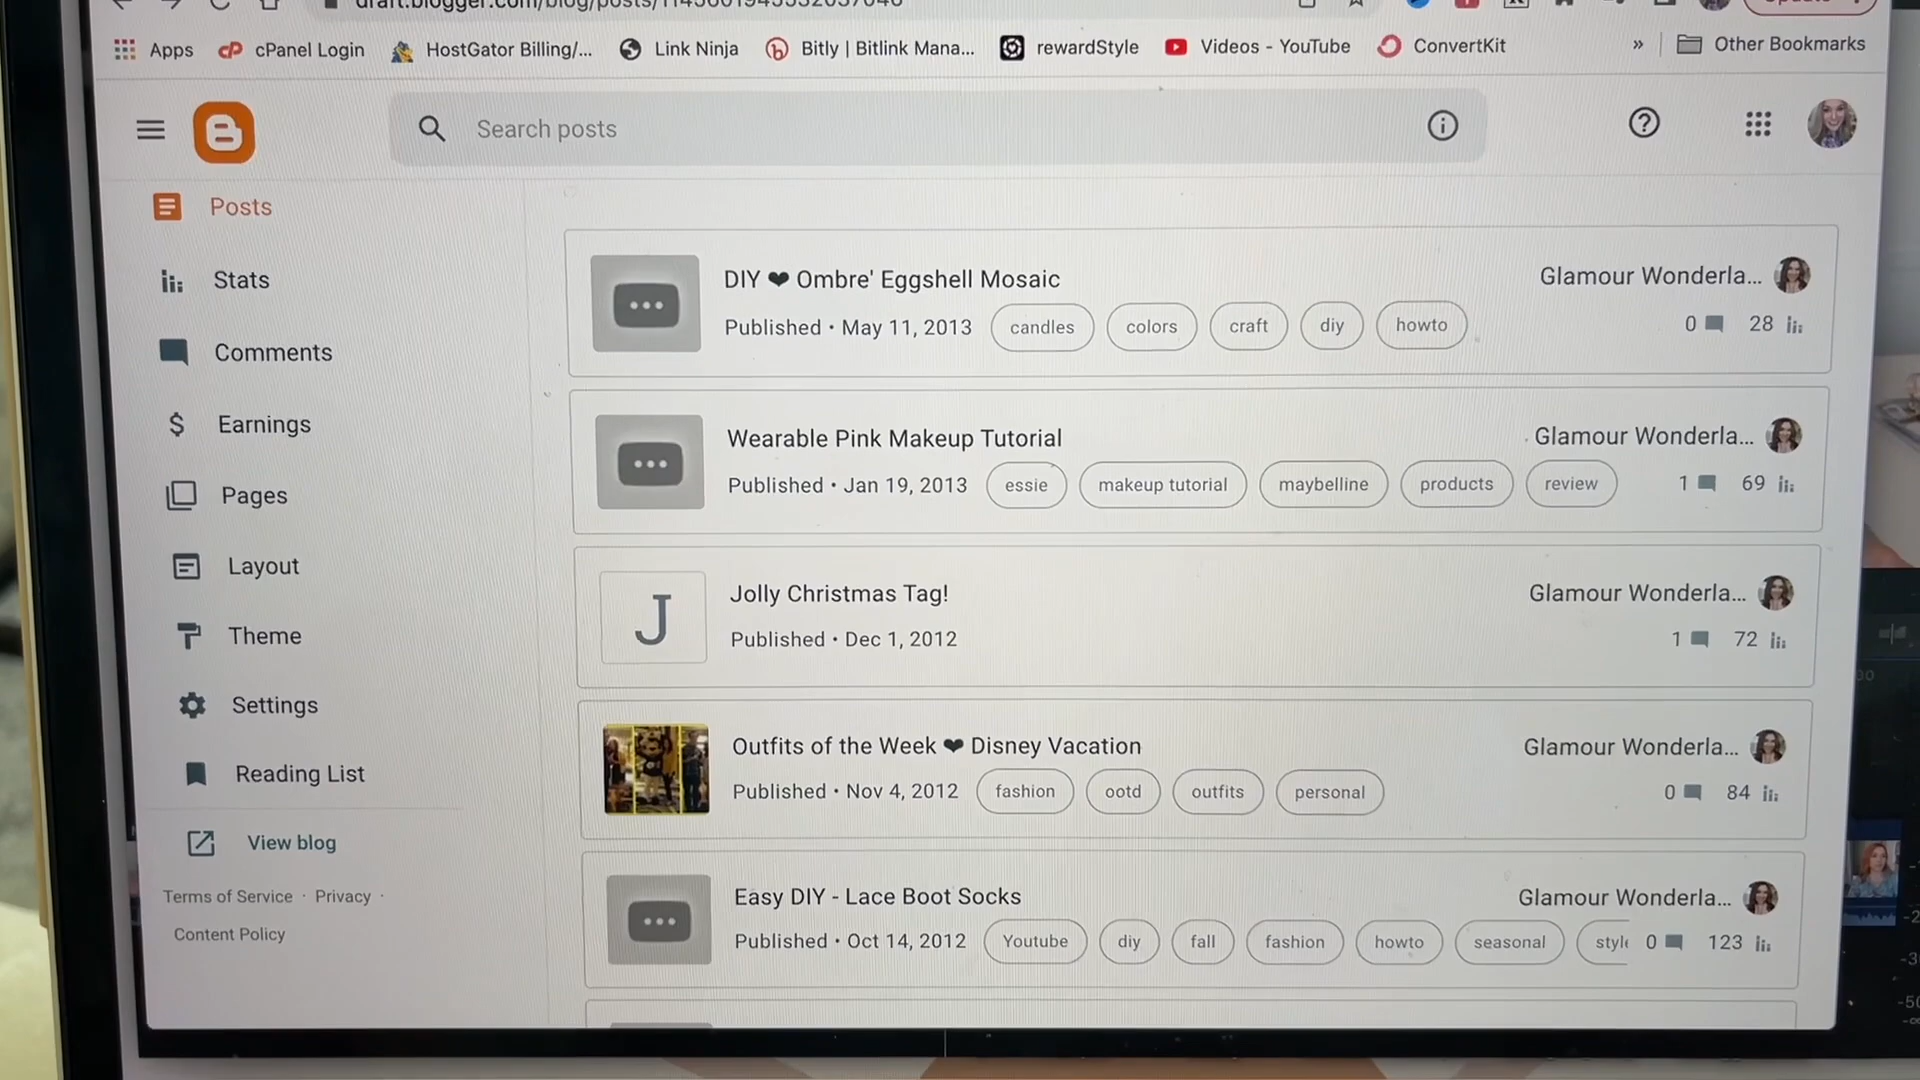 Apps cPanel Login HostGator Billing/... Link Ninja Bitly | Bitlink Mana... rewardStyle Videos - YouTube ConvertKit » Other Bookmarks
Search posts
Posts
Stats
Comments
Earnings
Pages
Layout
Theme
Settings
Reading List
View blog
Terms of Service · Privacy ·
Content Policy
DIY ❤ Ombre' Eggshell Mosaic Glamour Wonderla...
Published • May 11, 2013 candles colors craft diy howto 0 28
Wearable Pink Makeup Tutorial Glamour Wonderla...
Published • Jan 19, 2013 essie makeup tutorial maybelline products review 1 69
J Jolly Christmas Tag! Glamour Wonderla...
Published • Dec 1, 2012 1 72
Outfits of the Week ❤ Disney Vacation Glamour Wonderla...
Published • Nov 4, 2012 fashion ootd outfits personal 0 84
Easy DIY - Lace Boot Socks Glamour Wonderla...
Published • Oct 14, 2012 Youtube diy fall fashion howto seasonal 0 123